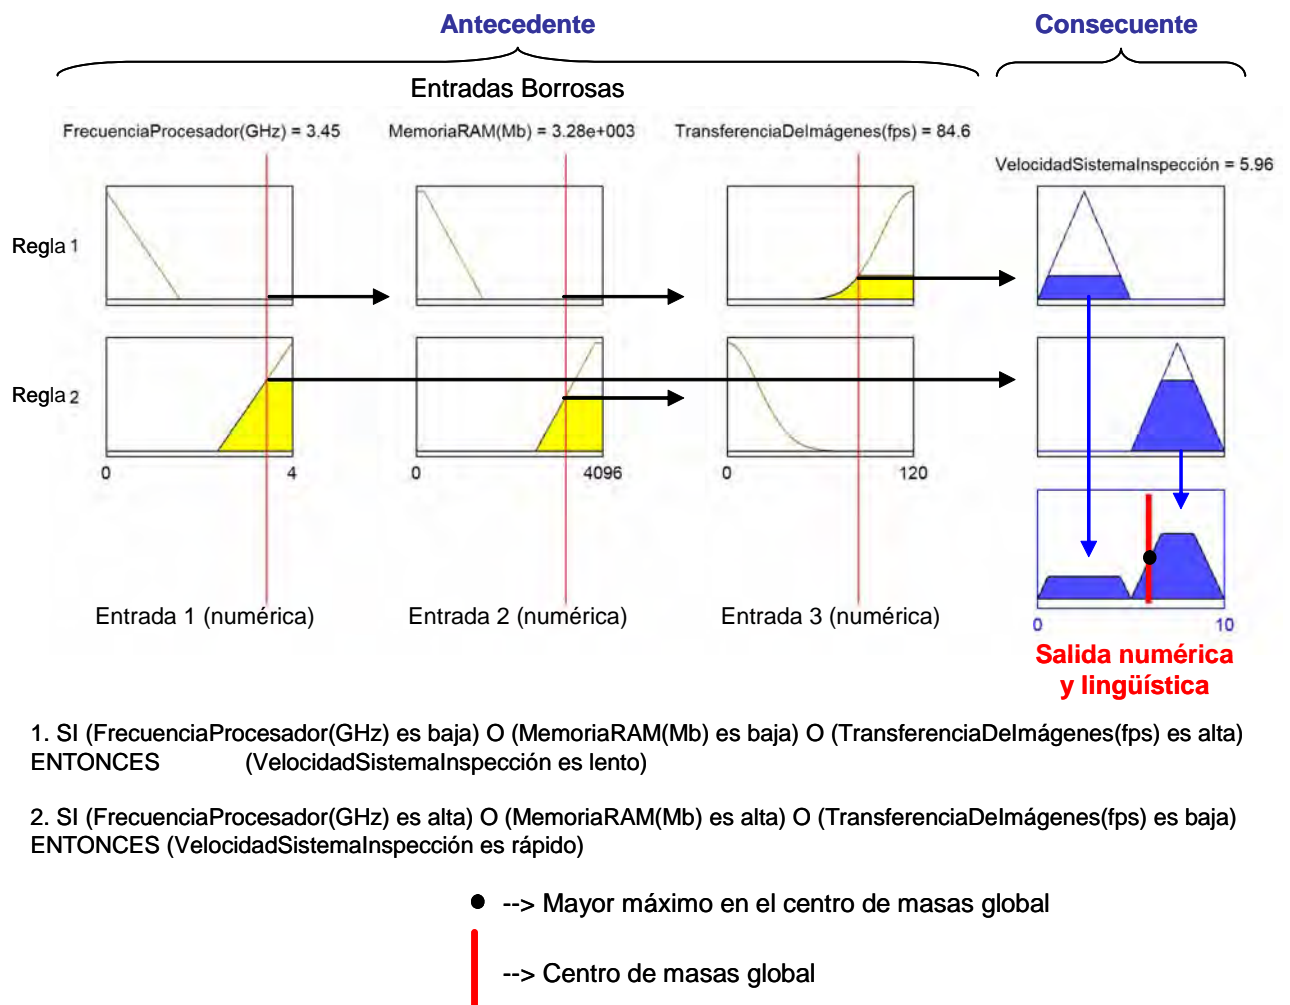 Antecedente
Consecuente
Entradas Borrosas
FrecuenciaProcesador(GHz) = 3.45
MemoriaRAM(Mb) = 3.28e+003
TransferenciaDeImágenes(fps) = 84.6
VelocidadSistemaInspección = 5.96
Regla 1
Regla 2
0
4
0
4096
0
120
Entrada 1 (numérica)
Entrada 2 (numérica)
Entrada 3 (numérica)
0
10
Salida numérica
y lingüística
1. SI (FrecuenciaProcesador(GHz) es baja) O (MemoriaRAM(Mb) es baja) O (TransferenciaDeImágenes(fps) es alta)
ENTONCES (VelocidadSistemaInspección es lento)
2. SI (FrecuenciaProcesador(GHz) es alta) O (MemoriaRAM(Mb) es alta) O (TransferenciaDeImágenes(fps) es baja)
ENTONCES (VelocidadSistemaInspección es rápido)
--> Mayor máximo en el centro de masas global
--> Centro de masas global